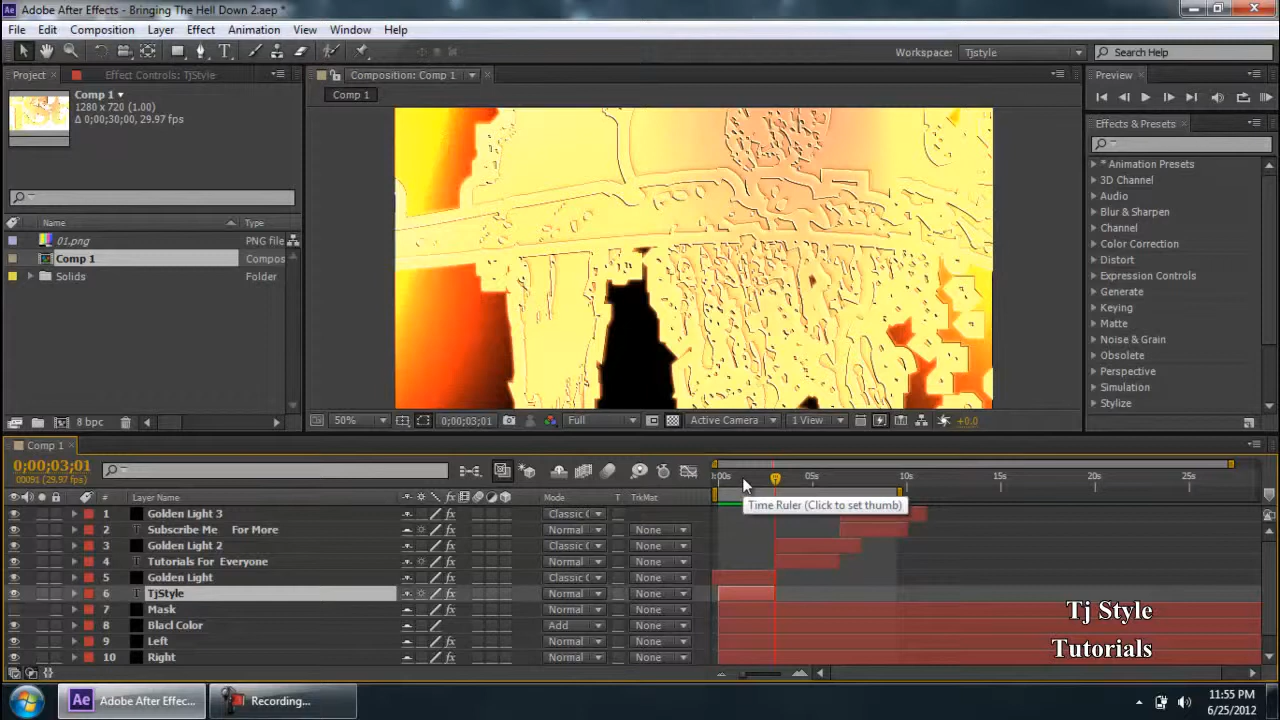 Adobe After Effects - Bringing The Hell Down 2.aep *
File Edit Composition Layer Effect Animation View Window Help
Workspace: Tjstyle Search Help
Project Effect Controls: TjStyle Composition: Comp 1 Preview
Comp 1
1280 x 720 (1.00)
Δ 0;00;30;00, 29.97 fps
Comp 1
Effects & Presets
* Animation Presets
3D Channel
Audio
Blur & Sharpen
Channel
Color Correction
Distort
Expression Controls
Generate
Keying
Matte
Noise & Grain
Obsolete
Perspective
Simulation
Stylize
Name Type
01.png PNG file
Comp 1 Compos
Solids Folder
8 bpc
50% 0;00;03;01 Full Active Camera 1 View +0.0
Comp 1
0;00;03;01
00091 (29.97 fps)
1:00s 05s 10s 15s 20s 25s
# Layer Name Mode T TrkMat
Time Ruler (Click to set thumb)
1 Golden Light 3 Classic C
2 Subscribe Me For More Normal None
3 Golden Light 2 Classic C None
4 Tutorials For Everyone Normal None
5 Golden Light Classic C None
6 TjStyle Normal None
7 Mask Normal None
8 Blacl Color Add None
9 Left Normal None
10 Right Normal None
Tj Style
Tutorials
Adobe After Effec... Recording...
11:55 PM
6/25/2012